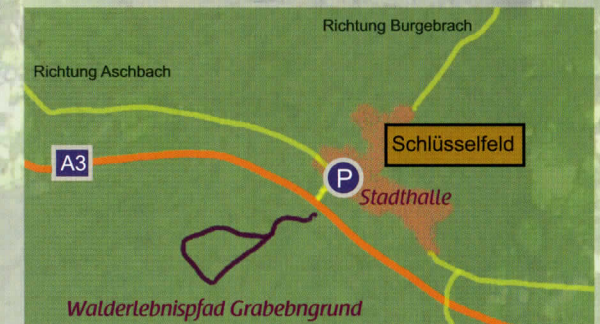 Richtung Burgebrach
Richtung Aschbach
A3
Schlüsselfeld
P
Stadthalle
Walderlebnispfad Grabebngrund